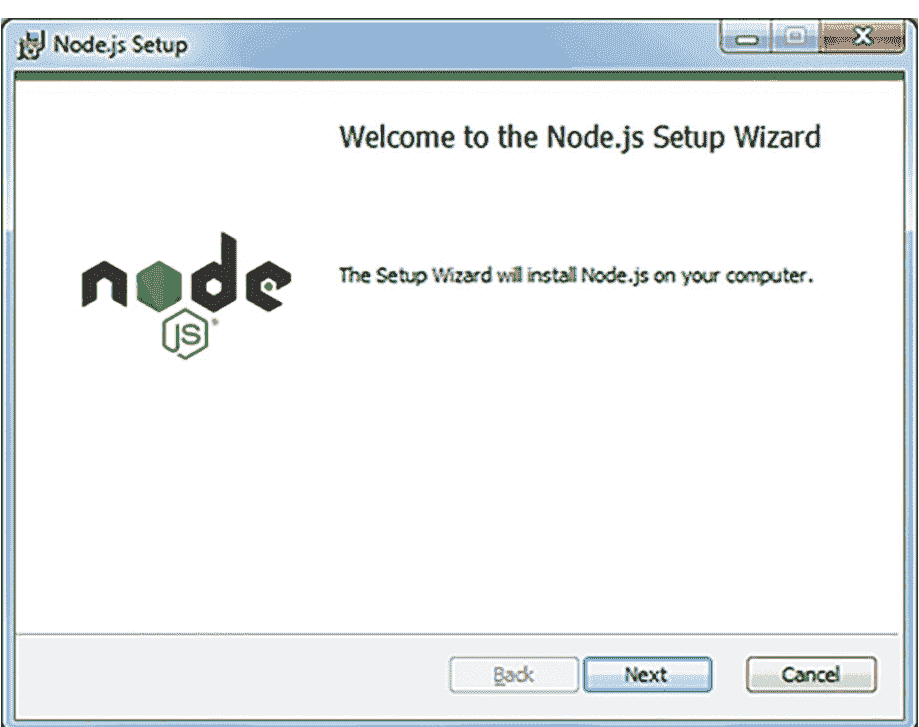 Node.js Setup
Welcome to the Node.js Setup Wizard
The Setup Wizard will install Node.js on your computer.
node
JS
Back
Next
Cancel